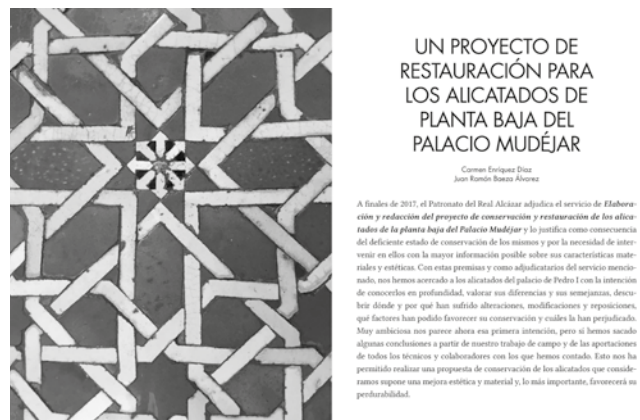 UN PROYECTO DE
RESTAURACIÓN PARA
LOS ALICATADOS DE
PLANTA BAJA DEL
PALACIO MUDÉJAR
Carmen Enríquez Díaz
Juan Ramón Baeza Álvarez
A finales de 2017, el Patronato del Real Alcázar adjudica el servicio de Elabora-
ción y redacción del proyecto de conservación y restauración de los alica-
tados de la planta baja del Palacio Mudéjar y lo justifica como consecuencia
del deficiente estado de conservación de los mismos y por la necesidad de inter-
venir en ellos con la mayor información posible sobre sus características mate-
riales y estéticas. Con estas premisas y como adjudicatarios del servicio mencio-
nado, nos hemos acercado a los alicatados del palacio de Pedro I con la intención
de conocerlos en profundidad, valorar sus diferencias y sus semejanzas, descu-
brir dónde y por qué han sufrido alteraciones, modificaciones y reposiciones,
qué factores han podido favorecer su conservación y cuáles la han perjudicado.
Muy ambiciosa nos parece ahora esa primera intención, pero sí hemos sacado
algunas conclusiones a partir de nuestro trabajo de campo y de las aportaciones
de todos los técnicos y colaboradores con los que hemos contado. Esto nos ha
permitido realizar una propuesta de conservación de los alicatados que conside-
ramos supone una mejora estética y material y, lo más importante, favorecerá su
perdurabilidad.